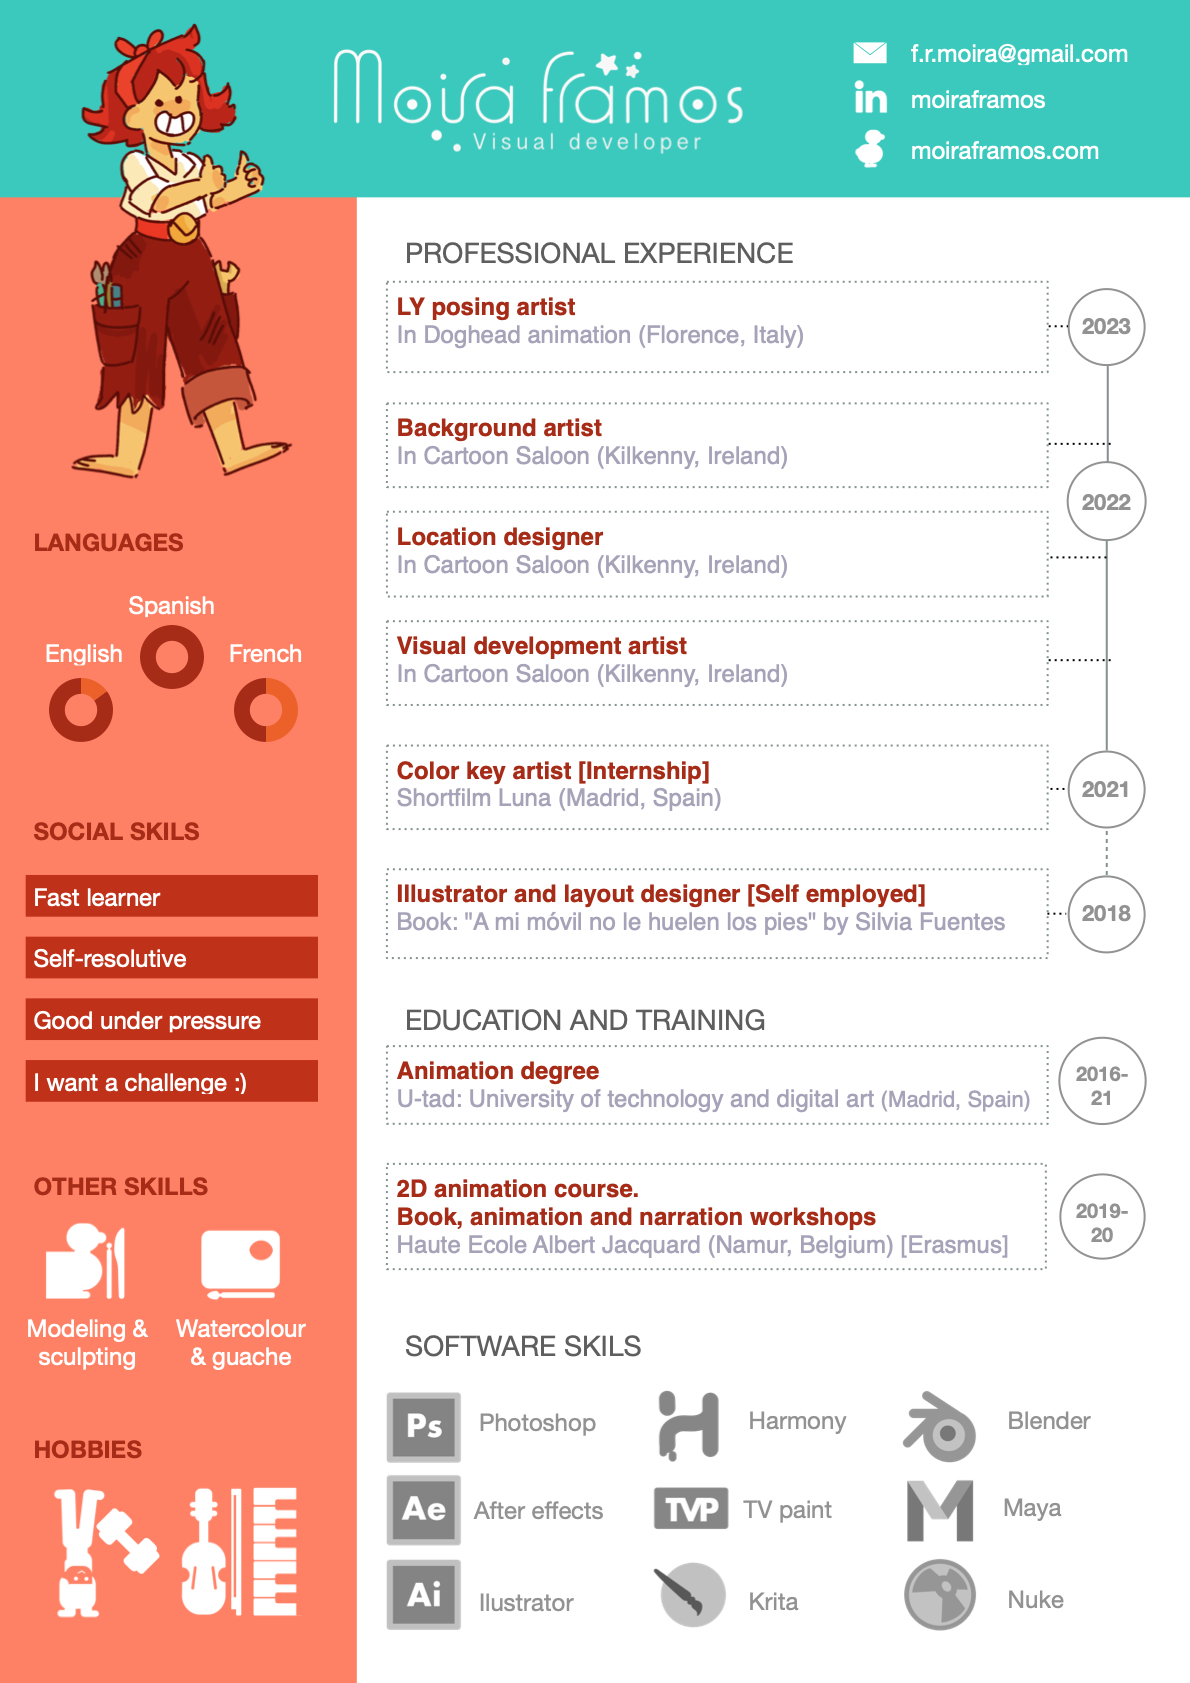 Moira framos
Visual developer
f.r.moira@gmail.com
in
moiraframos
moiraframos.com
LANGUAGES
Spanish
English
French
SOCIAL SKILS
Fast learner
Self-resolutive
Good under pressure
I want a challenge :)
OTHER SKILLS
Modeling &
sculpting
Watercolour
& guache
HOBBIES
PROFESSIONAL EXPERIENCE
LY posing artist
In Doghead animation (Florence, Italy)
2023
Background artist
In Cartoon Saloon (Kilkenny, Ireland)
2022
Location designer
In Cartoon Saloon (Kilkenny, Ireland)
Visual development artist
In Cartoon Saloon (Kilkenny, Ireland)
Color key artist [Internship]
Shortfilm Luna (Madrid, Spain)
2021
Illustrator and layout designer [Self employed]
Book: "A mi móvil no le huelen los pies" by Silvia Fuentes
2018
EDUCATION AND TRAINING
Animation degree
U-tad: University of technology and digital art (Madrid, Spain)
2016-
21
2D animation course.
Book, animation and narration workshops
Haute Ecole Albert Jacquard (Namur, Belgium) [Erasmus]
2019-
20
SOFTWARE SKILS
Ps Photoshop
Harmony
Blender
Ae After effects
TVP TV paint
M Maya
Ai Ilustrator
Krita
Nuke